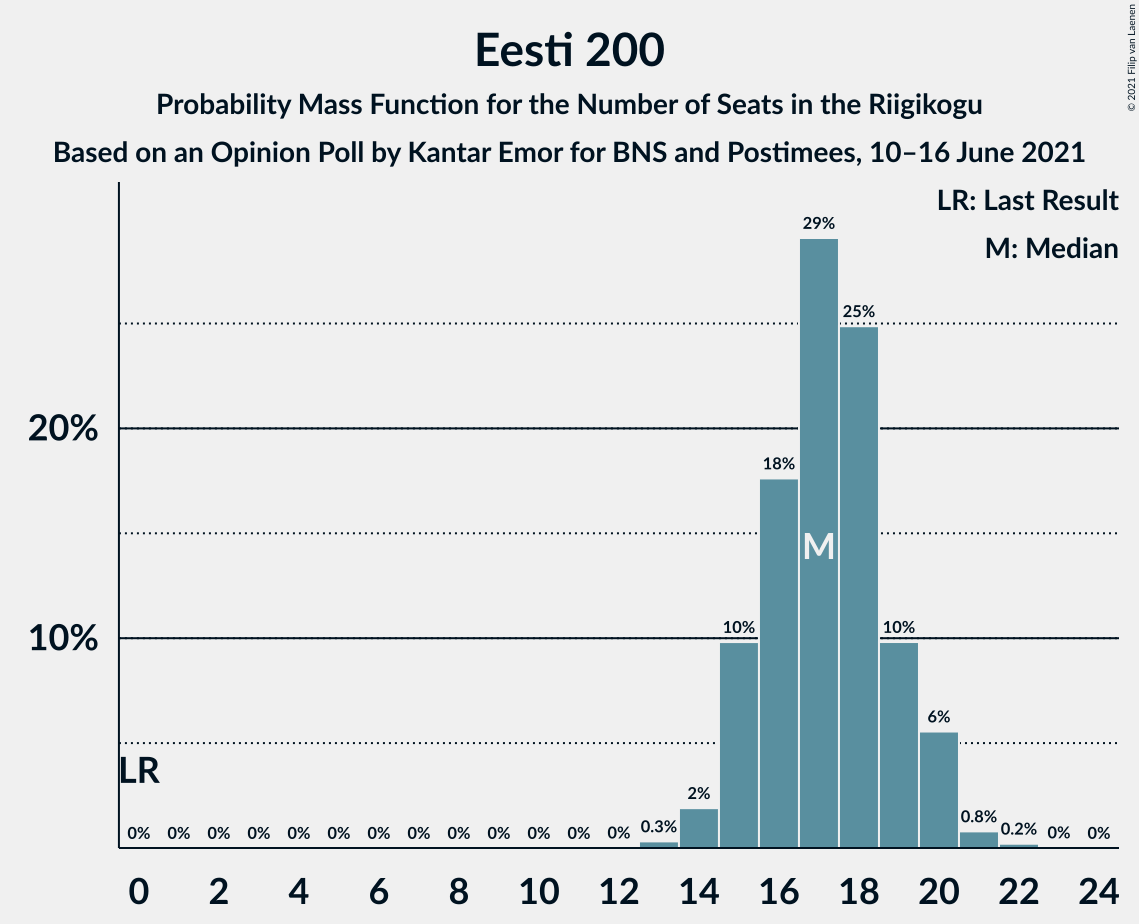 Eesti 200
Probability Mass Function for the Number of Seats in the Riigikogu
Based on an Opinion Poll by Kantar Emor for BNS and Postimees, 10–16 June 2021
© 2021 Filip van Laenen
LR: Last Result
M: Median
29%
25%
20%
18%
M
10%
10% 10%
6%
LR
2%
0% 0% 0% 0% 0% 0% 0% 0% 0% 0% 0% 0% 0% 0.3% 0.8% 0.2% 0% 0%
0 2 4 6 8 10 12 14 16 18 20 22 24